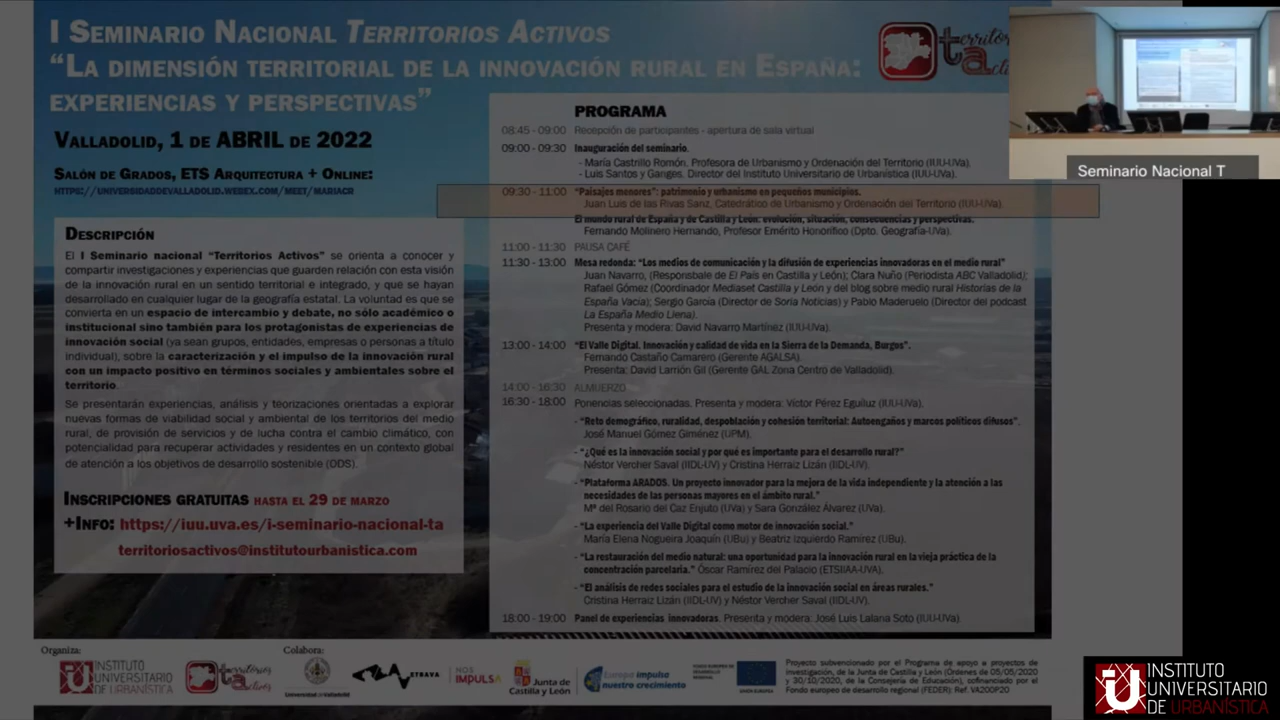 I Seminario Nacional Territorios Activos
“La dimensión territorial de la innovación rural en España:
experiencias y perspectivas”
Valladolid, 1 de ABRIL de 2022
Salón de Grados, ETS Arquitectura + Online:
https://universidaddevalladolid.webex.com/meet/mariacr
Descripción
El I Seminario nacional “Territorios Activos” se orienta a conocer y
compartir investigaciones y experiencias que guarden relación con esta visión
de la innovación rural en un sentido territorial e integrado, y que se hayan
desarrollado en cualquier lugar de la geografía estatal. La voluntad es que se
convierta en un espacio de intercambio y debate, no sólo académico o
institucional sino también para los protagonistas de experiencias de
innovación social (ya sean grupos, entidades, empresas o personas a título
individual), sobre la caracterización y el impulso de la innovación rural
con un impacto positivo en términos sociales y ambientales sobre el
territorio.
Se presentarán experiencias, análisis y teorizaciones orientadas a explorar
nuevas formas de viabilidad social y ambiental de los territorios del medio
rural, de provisión de servicios y de lucha contra el cambio climático, con
potencialidad para recuperar actividades y residentes en un contexto global
de atención a los objetivos de desarrollo sostenible (ODS).
Inscripciones gratuitas hasta el 29 de marzo
+Info: https://iuu.uva.es/i-seminario-nacional-ta
territoriosactivos@institutourbanistica.com
PROGRAMA
08:45 - 09:00 Recepción de participantes - apertura de sala virtual
09:00 - 09:30 Inauguración del seminario.
- María Castrillo Romón. Profesora de Urbanismo y Ordenación del Territorio (IUU-UVa).
- Luis Santos y Ganges. Director del Instituto Universitario de Urbanística (IUU-UVa).
09:30 - 11:00 “Paisajes menores”: patrimonio y urbanismo en pequeños municipios.
Juan Luis de las Rivas Sanz, Catedrático de Urbanismo y Ordenación del Territorio (IUU-UVa).
El mundo rural de España y de Castilla y León: evolución, situación, consecuencias y perspectivas.
Fernando Molinero Hernando, Profesor Emérito Honorífico (Dpto. Geografía-UVa).
11:00 - 11:30 PAUSA CAFÉ
11:30 - 13:00 Mesa redonda: “Los medios de comunicación y la difusión de experiencias innovadoras en el medio rural”
Juan Navarro, (Responsbale de El País en Castilla y León); Clara Nuño (Periodista ABC Valladolid);
Rafael Gómez (Coordinador Mediaset Castilla y León y del blog sobre medio rural Historias de la
España Vacía); Sergio García (Director de Soria Noticias) y Pablo Maderuelo (Director del podcast
La España Medio Llena).
Presenta y modera: David Navarro Martínez (IUU-UVa).
13:00 - 14:00 “El Valle Digital. Innovación y calidad de vida en la Sierra de la Demanda, Burgos”.
Fernando Castaño Camarero (Gerente AGALSA).
Presenta: David Larrión Gil (Gerente GAL Zona Centro de Valladolid).
14:00 - 16:30 ALMUERZO
16:30 - 18:00 Ponencias seleccionadas. Presenta y modera: Víctor Pérez Eguíluz (IUU-UVa).
- “Reto demográfico, ruralidad, despoblación y cohesión territorial: Autoengaños y marcos políticos difusos”.
José Manuel Gómez Giménez (UPM).
- “¿Qué es la innovación social y por qué es importante para el desarrollo rural?”
Néstor Vercher Saval (IIDL-UV) y Cristina Herraiz Lizán (IIDL-UV).
- “Plataforma ARADOS. Un proyecto innovador para la mejora de la vida independiente y la atención a las
necesidades de las personas mayores en el ámbito rural.”
Mª del Rosario del Caz Enjuto (UVa) y Sara González Álvarez (UVa).
- “La experiencia del Valle Digital como motor de innovación social.”
María Elena Nogueira Joaquín (UBu) y Beatriz Izquierdo Ramírez (UBu).
- “La restauración del medio natural: una oportunidad para la innovación rural en la vieja práctica de la
concentración parcelaria.” Óscar Ramírez del Palacio (ETSIIAA-UVa).
- “El análisis de redes sociales para el estudio de la innovación social en áreas rurales.”
Cristina Herraiz Lizán (IIDL-UV) y Néstor Vercher Saval (IIDL-UV).
18:00 - 19:00 Panel de experiencias innovadoras. Presenta y modera: José Luis Lalana Soto (IUU-UVa).
Seminario Nacional T
Organiza:
INSTITUTO
UNIVERSITARIO
DE URBANÍSTICA
territorios
activos
Colabora:
Universidad de Valladolid
NOS
IMPULSA
Junta de
Castilla y León
Europa impulsa
nuestro crecimiento
FONDO EUROPEO DE
DESARROLLO
REGIONAL
UNIÓN EUROPEA
Proyecto subvencionado por el Programa de apoyo a proyectos de
investigación, de la Junta de Castilla y León (Órdenes de 05/05/2020
y 30/10/2020, de la Consejería de Educación), cofinanciado por el
Fondo europeo de desarrollo regional (FEDER): Ref. VA200P20
INSTITUTO
UNIVERSITARIO
DE URBANÍSTICA